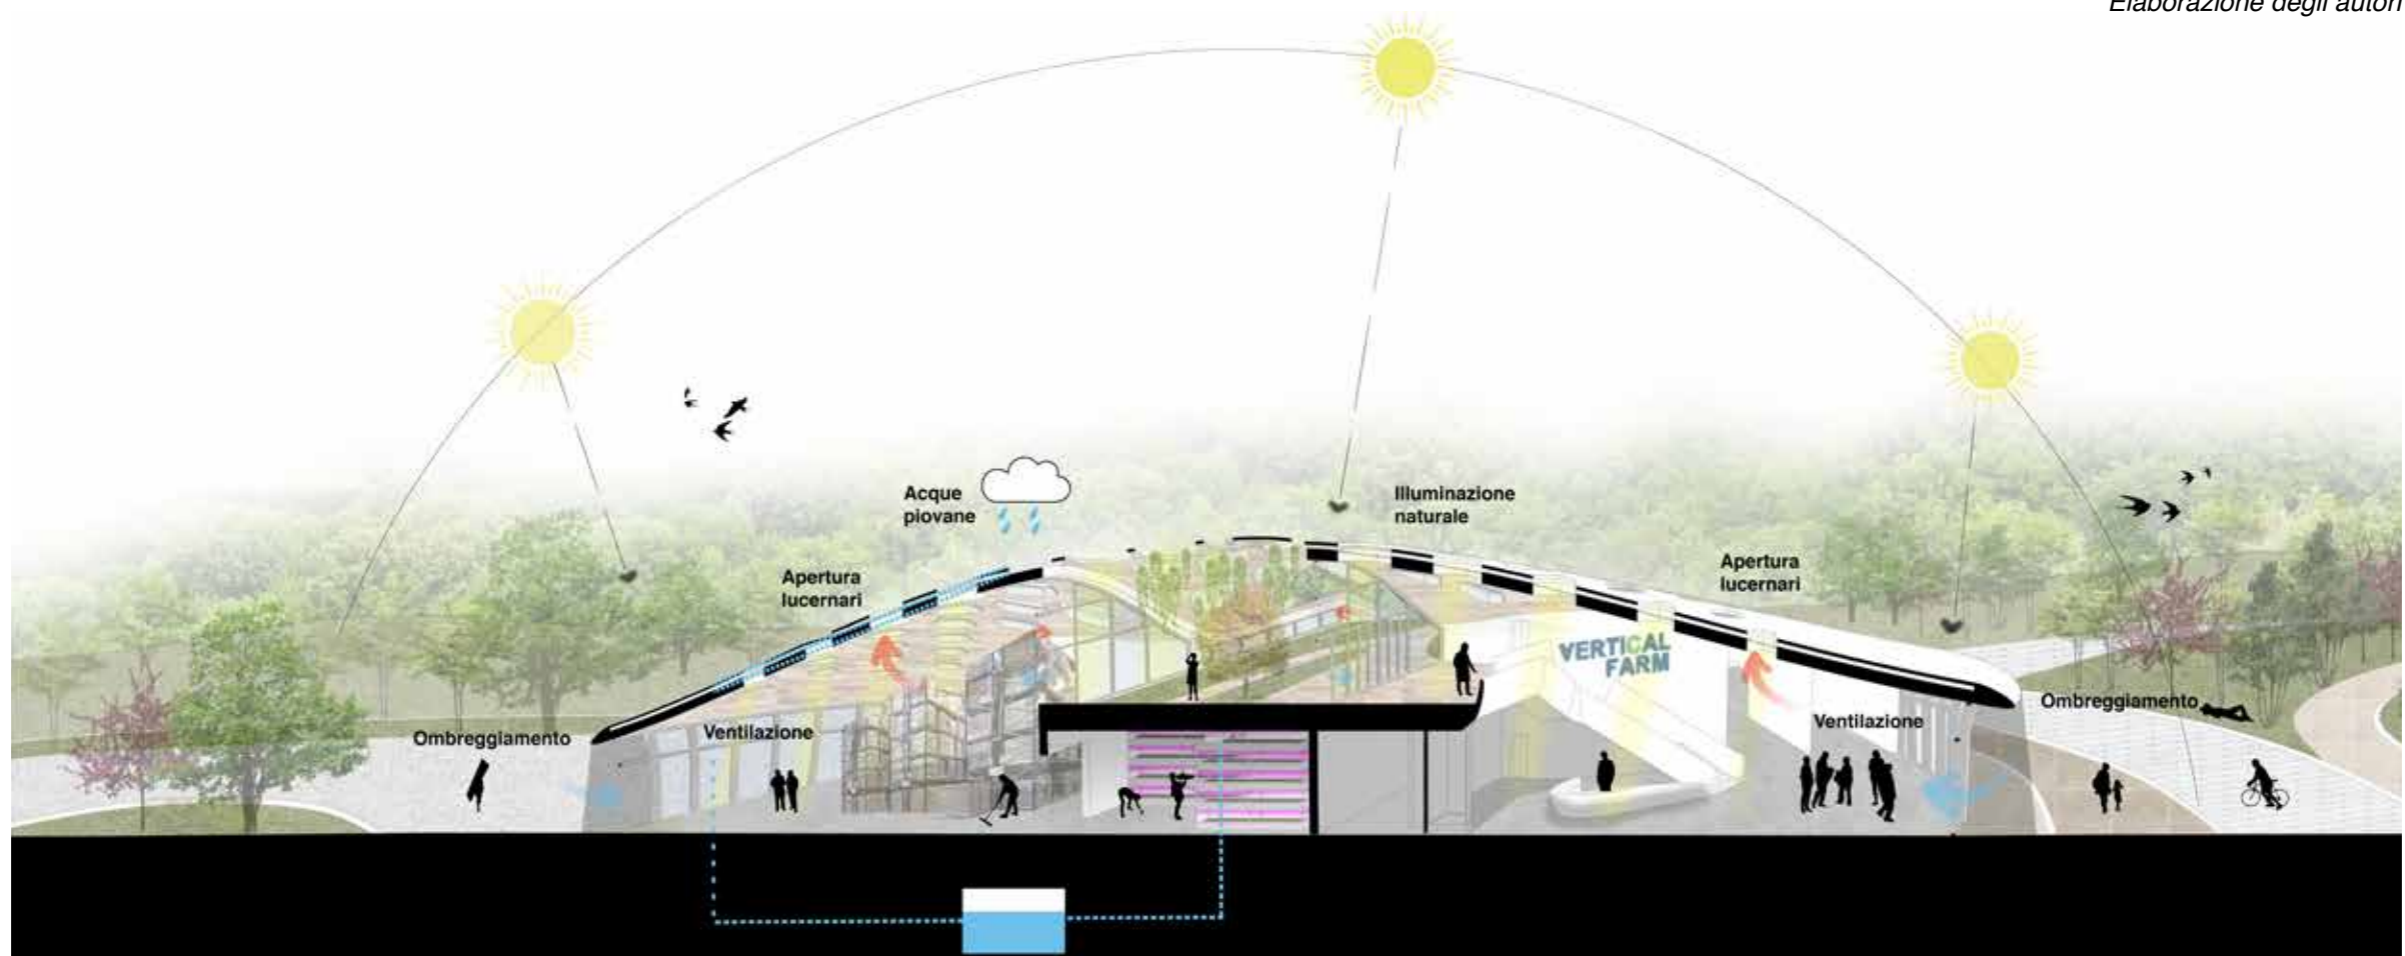 Elaborazione degli autori
Acque
piovane
Illuminazione
naturale
Apertura
lucernari
Apertura
lucernari
VERTICAL
FARM
Ombreggiamento
Ombreggiamento
Ventilazione
Ventilazione